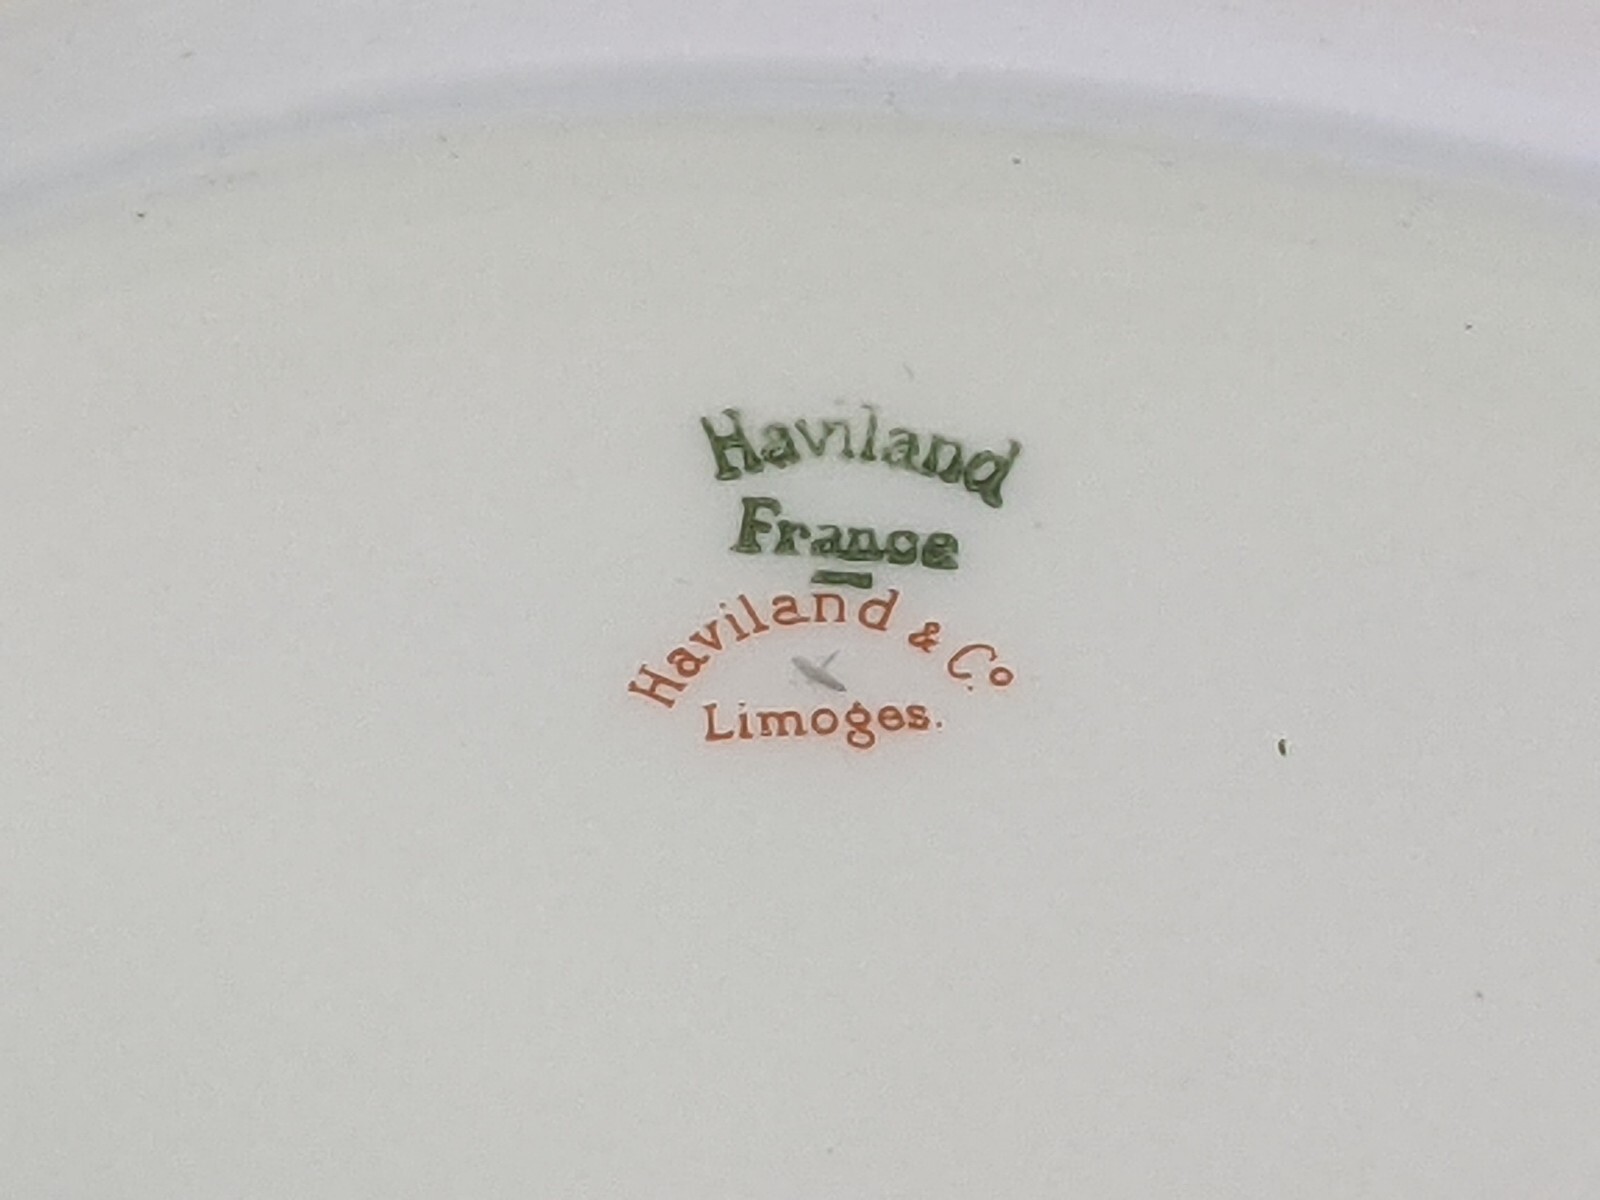 Haviland
France
Haviland & Co
Limoges.